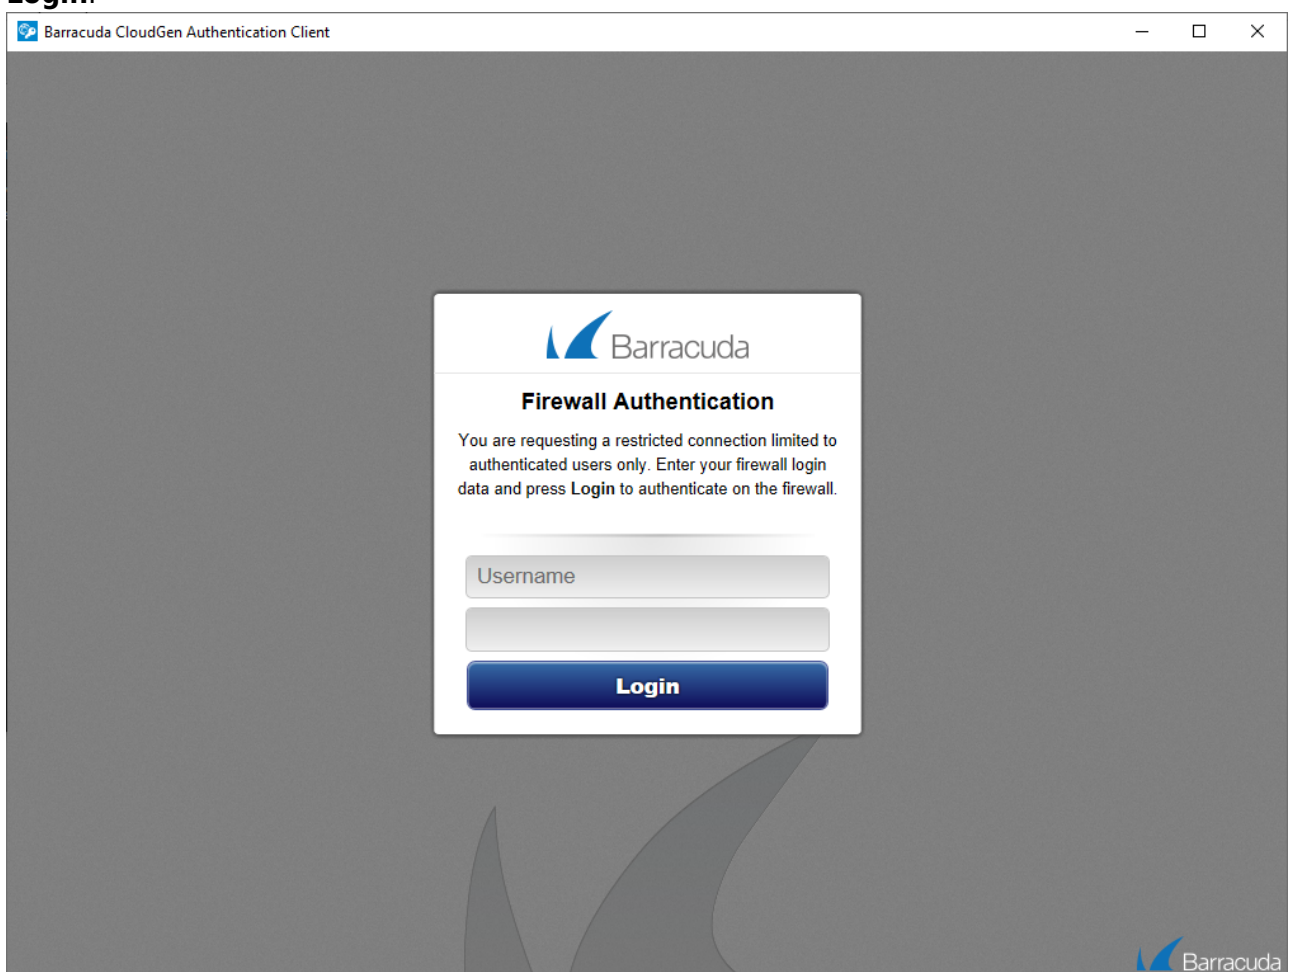 Login.
Barracuda CloudGen Authentication Client
Barracuda
Firewall Authentication
You are requesting a restricted connection limited to
authenticated users only. Enter your firewall login
data and press Login to authenticate on the firewall.
Username
Login
Barracuda